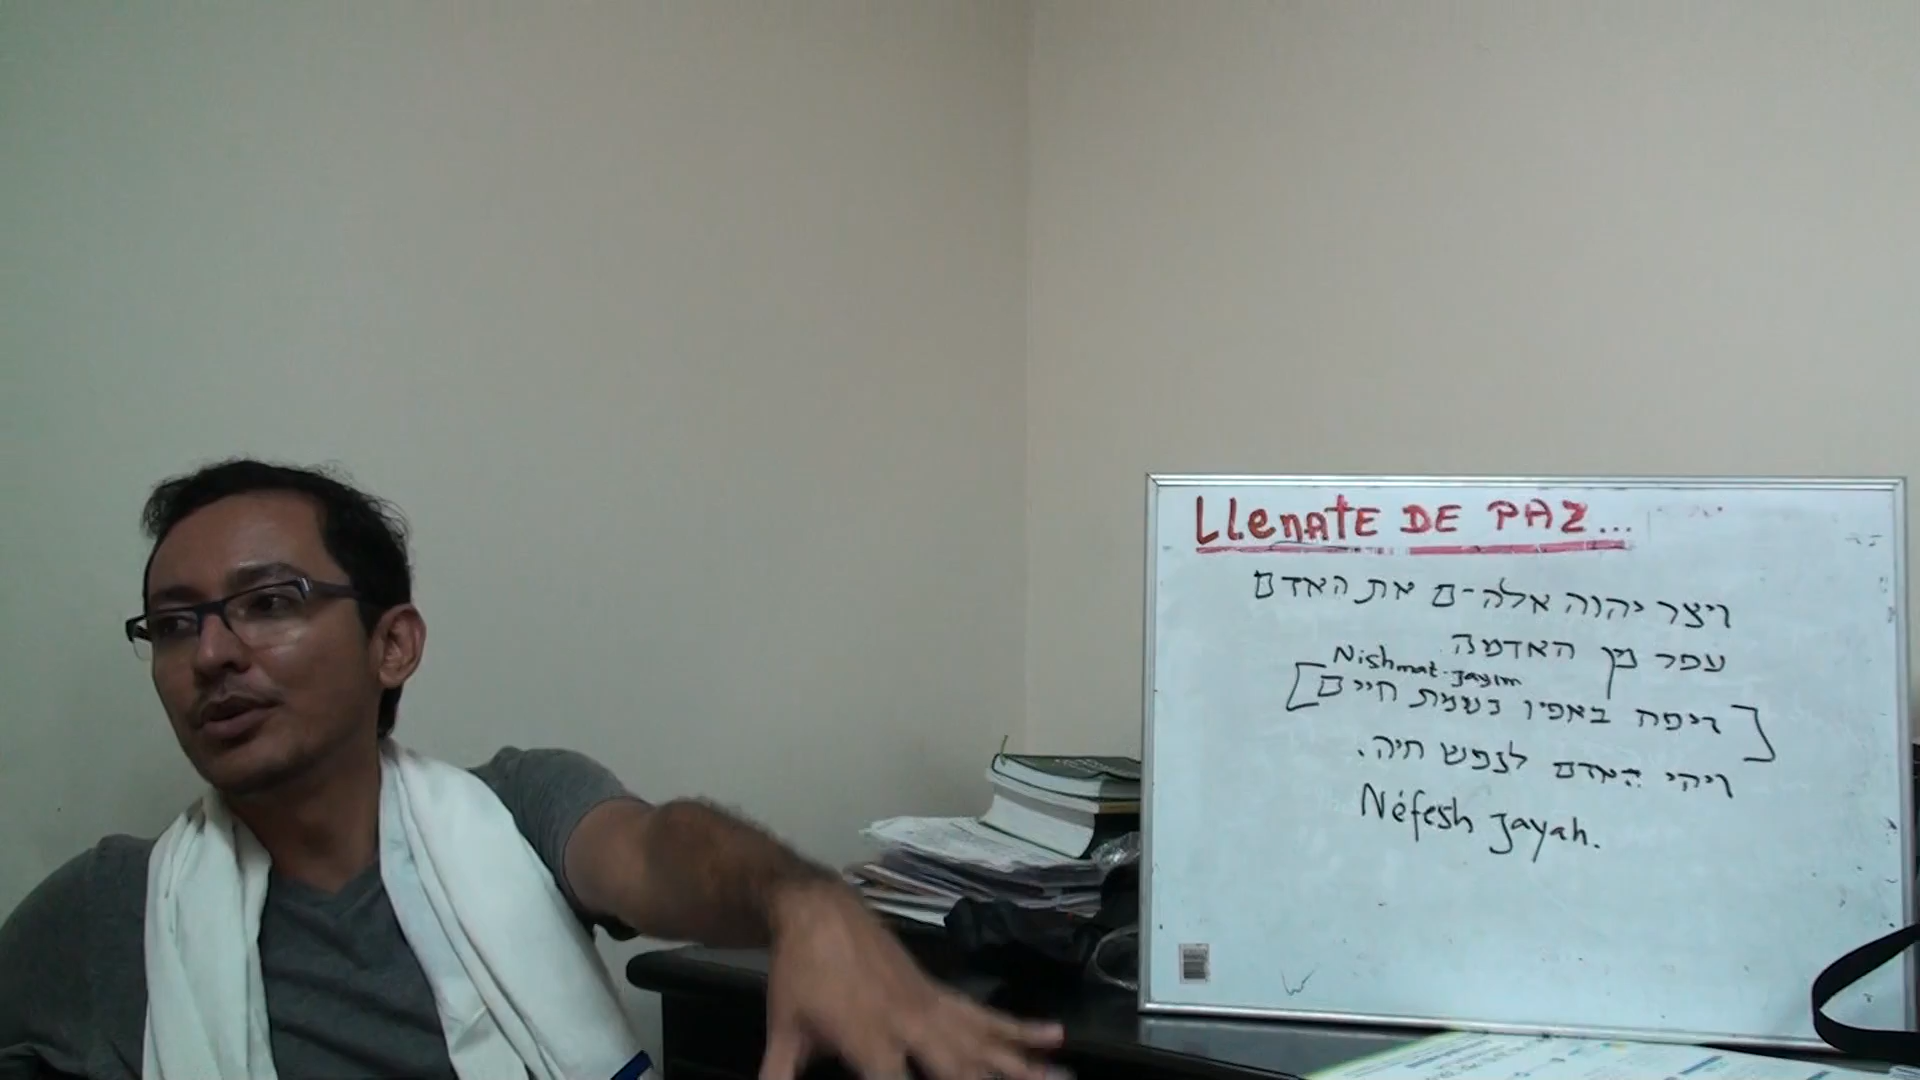 LLENATE DE PAZ...
ויצר יהוה אלה-ם את האדם
עפר מן האדמה
Nishmat-Jayim
[ויפח באפיו נשמת חיים]
ויהי האדם לנפש חיה.
Néfesh Jayah.